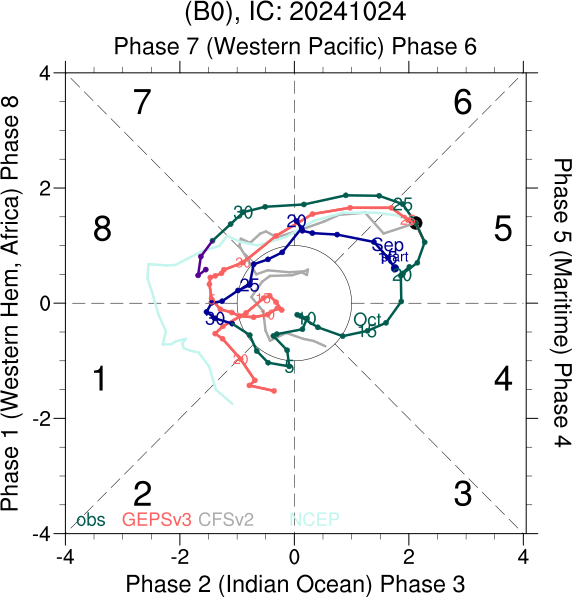 (B0), IC: 20241024
Phase 7 (Western Pacific) Phase 6
Phase 1 (Western Hem, Africa) Phase 8
Phase 5 (Maritime) Phase 4
4
2
0
-2
-4
7
6
8
5
1
4
2
3
30
25
20
Sep
start
20
25
20
30
15
Oct
15
10
5
20
obs GEPSv3 CFSv2 NCEP
-4 -2 0 2 4
Phase 2 (Indian Ocean) Phase 3